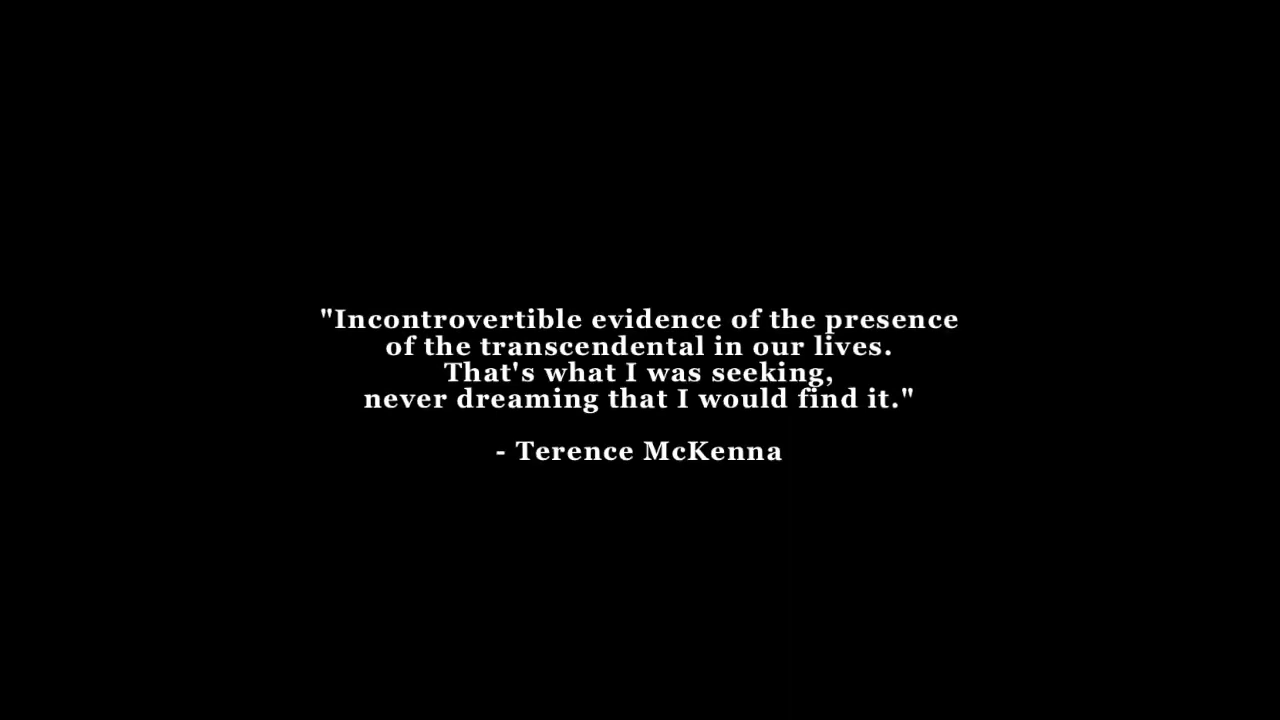 "Incontrovertible evidence of the presence
of the transcendental in our lives.
That's what I was seeking,
never dreaming that I would find it."
- Terence McKenna